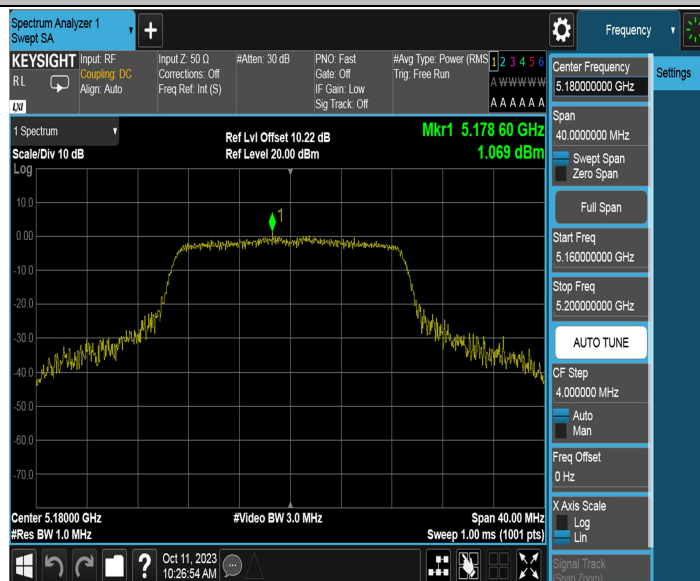 Spectrum Analyzer 1
Swept SA
+
Frequency
KEYSIGHT
RL
LXI
Input: RF
Coupling: DC
Align: Auto
Input Z: 50 Ω
Corrections: Off
Freq Ref: Int (S)
#Atten: 30 dB
PNO: Fast
Gate: Off
IF Gain: Low
Sig Track: Off
#Avg Type: Power (RMS
Trig: Free Run
1 2 3 4 5 6
A W W W W W
A A A A A A
1 Spectrum
Scale/Div 10 dB
Log
Ref Lvl Offset 10.22 dB
Ref Level 20.00 dBm
Mkr1 5.178 60 GHz
1.069 dBm
10.0
0.00
-10.0
-20.0
-30.0
-40.0
-50.0
-60.0
-70.0
1
Center 5.18000 GHz
#Res BW 1.0 MHz
#Video BW 3.0 MHz
Span 40.00 MHz
Sweep 1.00 ms (1001 pts)
?
Oct 11, 2023
10:26:54 AM
Center Frequency
5.180000000 GHz
Settings
Span
40.0000000 MHz
Swept Span
Zero Span
Full Span
Start Freq
5.160000000 GHz
Stop Freq
5.200000000 GHz
AUTO TUNE
CF Step
4.000000 MHz
Auto
Man
Freq Offset
0 Hz
X Axis Scale
Log
Lin
Signal Track
(Span Zoom)